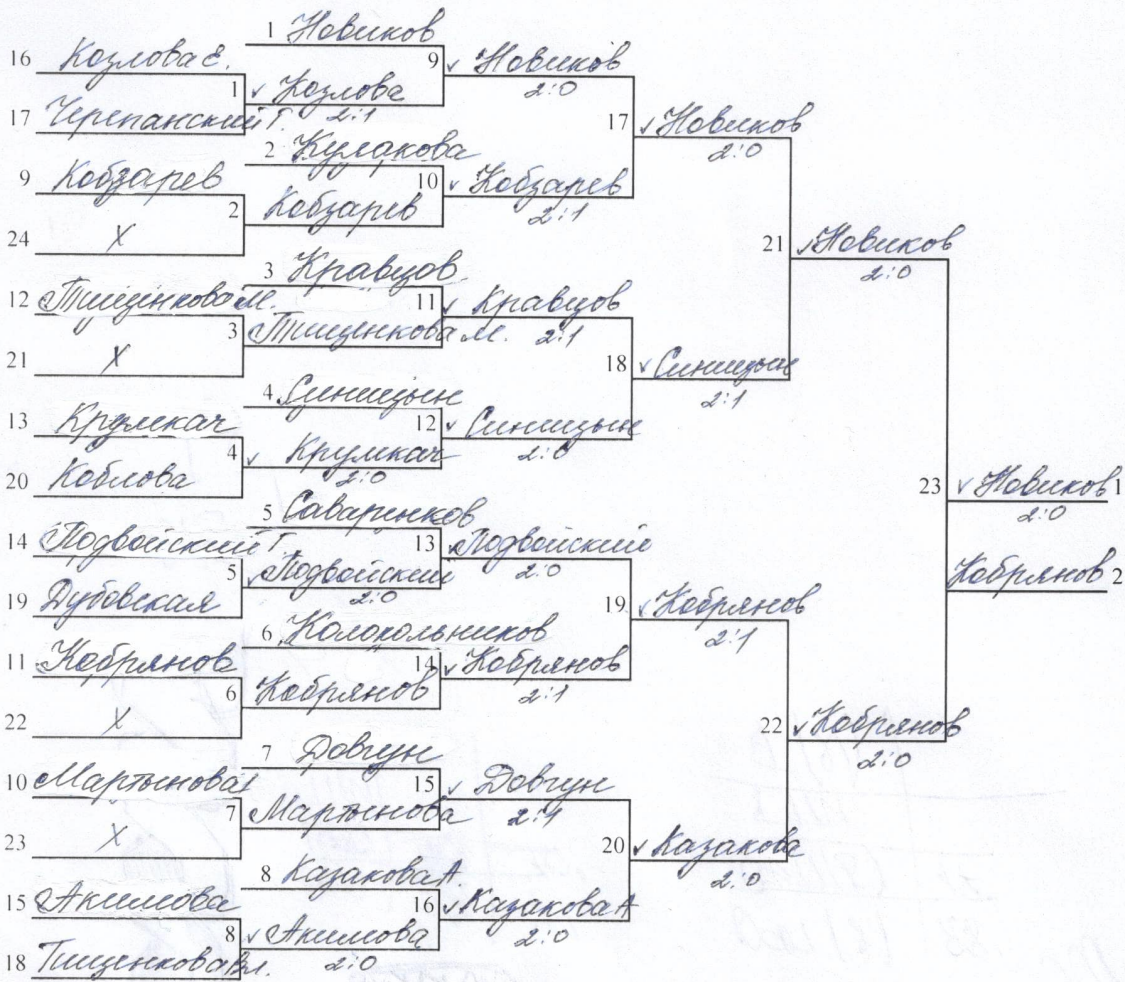 1 Новиков
16 Козлова Е.
9 ✓ Новиков
2:0
1 ✓ Козлова
2:1
17 Черепанский Г.
17 ✓ Новиков
2:0
2 Кулакова
9 Кобзарев
10 ✓ Кобзарев
2:1
2 Кобзарев
24 X
21 ✓ Новиков
2:0
3 Кравцов
12 Тищенкова М.
11 ✓ Кравцов
2:1
3 Тищенкова М.
21 X
18 ✓ Синицын
2:1
4 Синицын
13 Крумкач
12 ✓ Синицын
2:0
4 ✓ Крумкач
2:0
20 Коблова
23 ✓ Новиков 1
2:0
5 Саваренков
14 Подвойский Г.
13 ✓ Подвойский
2:0
5 ✓ Подвойский
2:0
Кобрянов 2
19 Дубовская
19 ✓ Кобрянов
2:1
6 Колокольников
11 Кобрянов
14 ✓ Кобрянов
2:1
6 Кобрянов
22 X
22 ✓ Кобрянов
2:0
7 Довгун
10 Мартынова
15 ✓ Довгун
2:1
7 Мартынова
23 X
20 ✓ Казакова
2:0
8 Казакова А.
15 Акимова
16 ✓ Казакова А
2:0
8 ✓ Акимова
2:0
18 Тищенкова Вл.